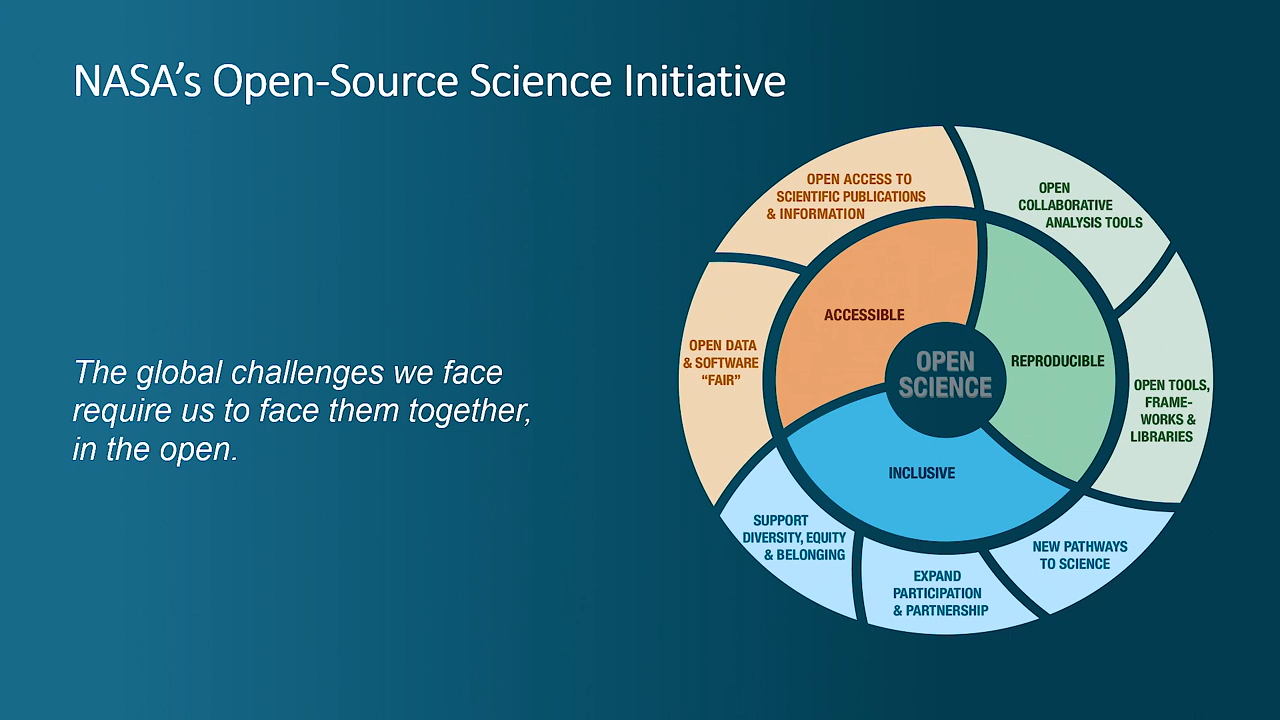 NASA's Open-Source Science Initiative
The global challenges we face
require us to face them together,
in the open.
OPEN ACCESS TO
SCIENTIFIC PUBLICATIONS
& INFORMATION
OPEN
COLLABORATIVE
ANALYSIS TOOLS
OPEN DATA
& SOFTWARE
“FAIR”
ACCESSIBLE
OPEN
SCIENCE
REPRODUCIBLE
OPEN TOOLS,
FRAME-
WORKS &
LIBRARIES
INCLUSIVE
SUPPORT
DIVERSITY, EQUITY
& BELONGING
EXPAND
PARTICIPATION
& PARTNERSHIP
NEW PATHWAYS
TO SCIENCE